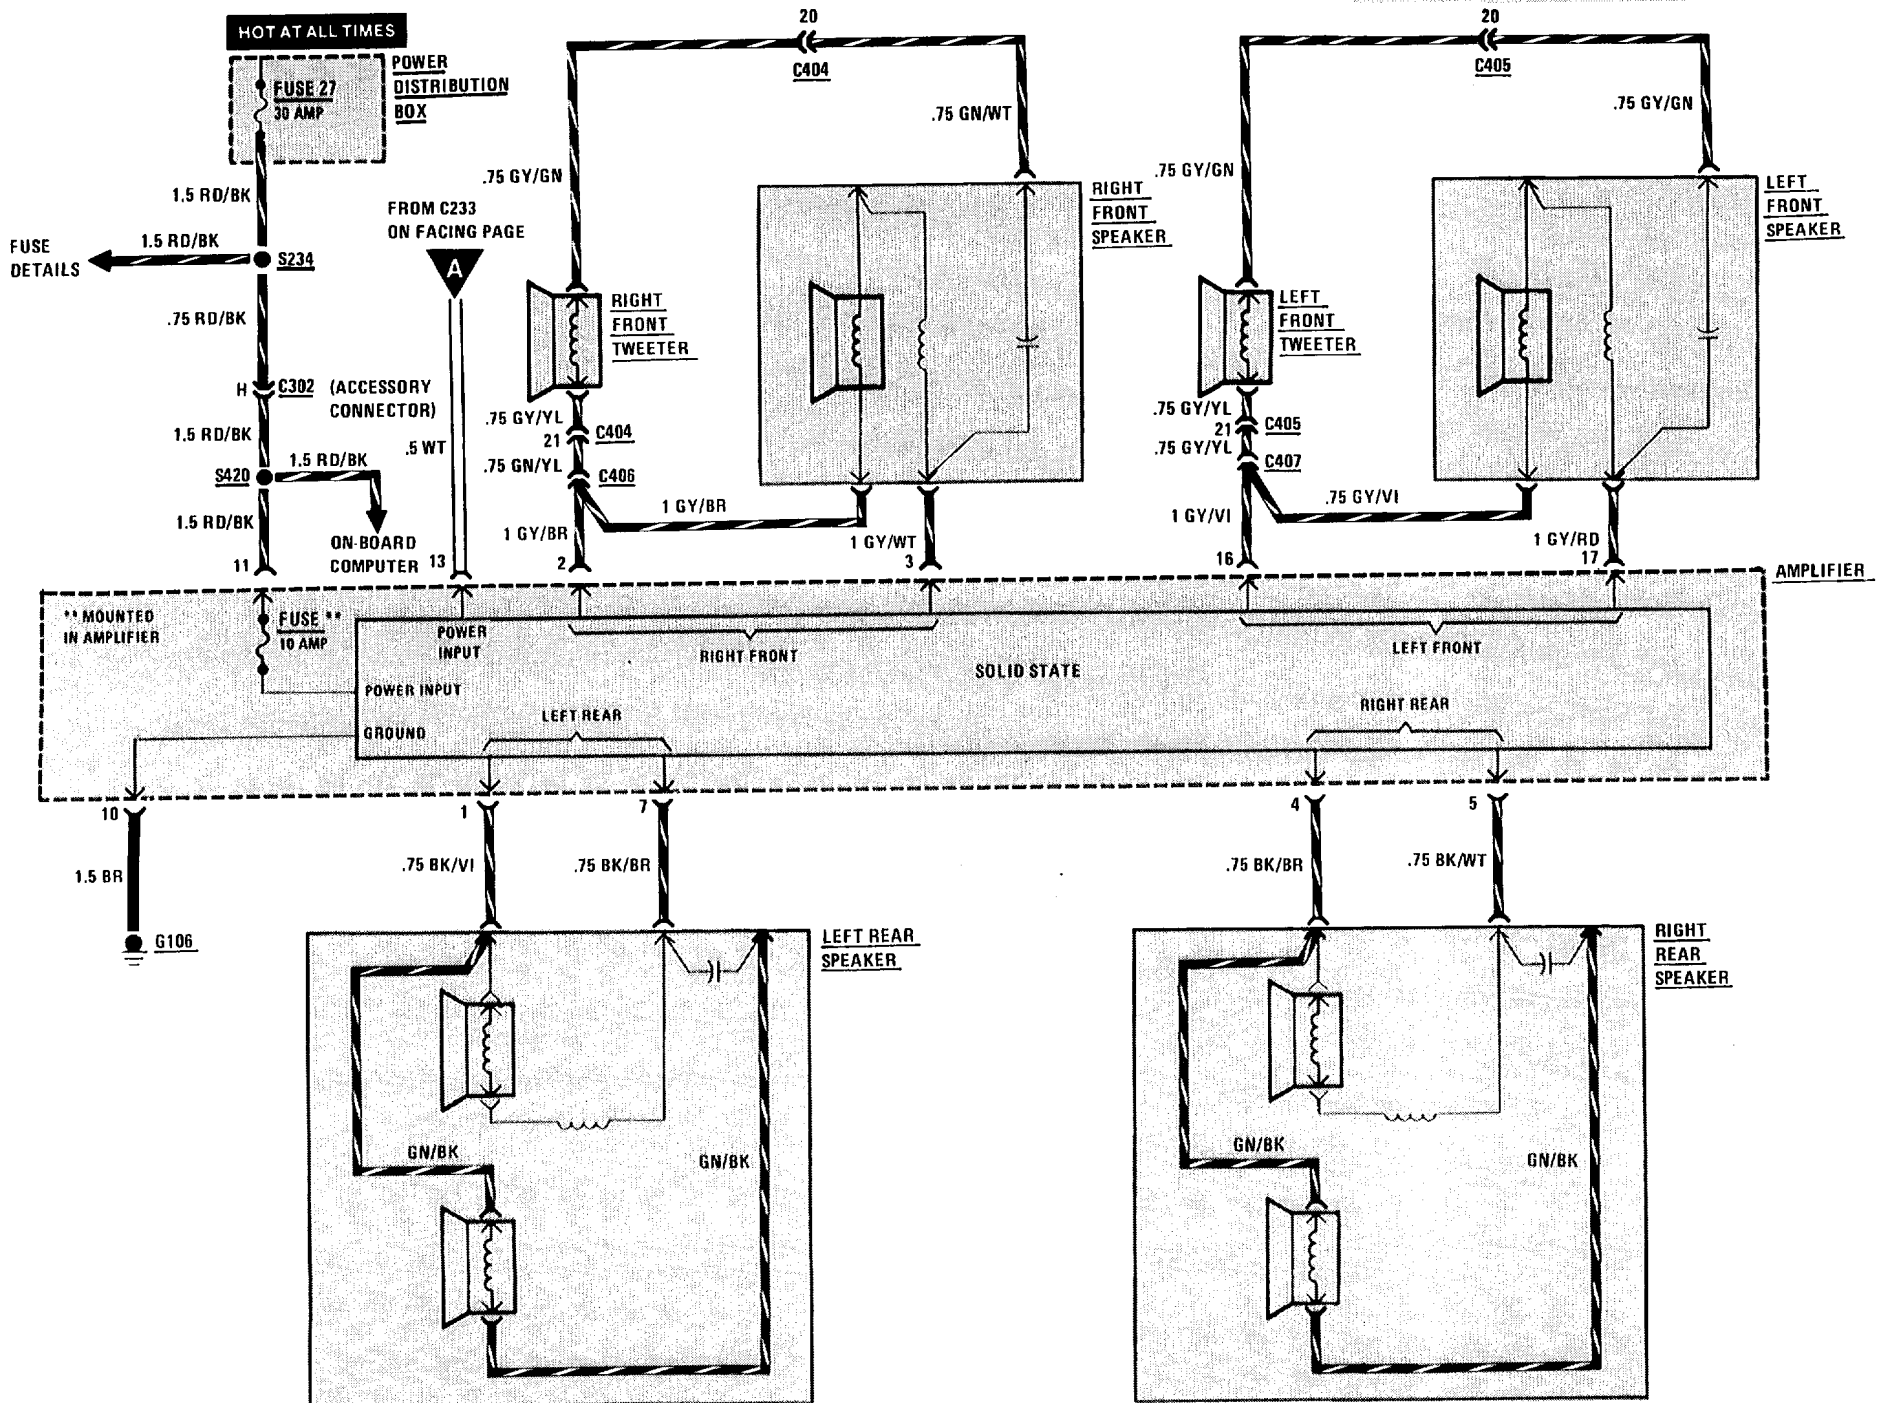 HOT AT ALL TIMES
FUSE 27
30 AMP
POWER
DISTRIBUTION
BOX
1.5 RD/BK
1.5 RD/BK
FUSE
DETAILS
S234
.75 RD/BK
H
C302
(ACCESSORY
CONNECTOR)
1.5 RD/BK
S420
1.5 RD/BK
1.5 RD/BK
ON-BOARD
COMPUTER
11
FROM C233
ON FACING PAGE
A
.5 WT
13
20
C404
.75 GN/WT
.75 GY/GN
RIGHT
FRONT
TWEETER
RIGHT
FRONT
SPEAKER
.75 GY/YL
21
C404
.75 GN/YL
C406
1 GY/BR
1 GY/BR
2
1 GY/WT
3
20
C405
.75 GY/GN
.75 GY/GN
LEFT
FRONT
TWEETER
LEFT
FRONT
SPEAKER
.75 GY/YL
21
C405
.75 GY/YL
C407
.75 GY/VI
1 GY/VI
16
1 GY/RD
17
AMPLIFIER
** MOUNTED
IN AMPLIFIER
FUSE **
10 AMP
POWER
INPUT
RIGHT FRONT
SOLID STATE
LEFT FRONT
POWER INPUT
GROUND
LEFT REAR
RIGHT REAR
10
1
7
4
5
1.5 BR
G106
.75 BK/VI
.75 BK/BR
.75 BK/BR
.75 BK/WT
LEFT REAR
SPEAKER
GN/BK
GN/BK
RIGHT
REAR
SPEAKER
GN/BK
GN/BK